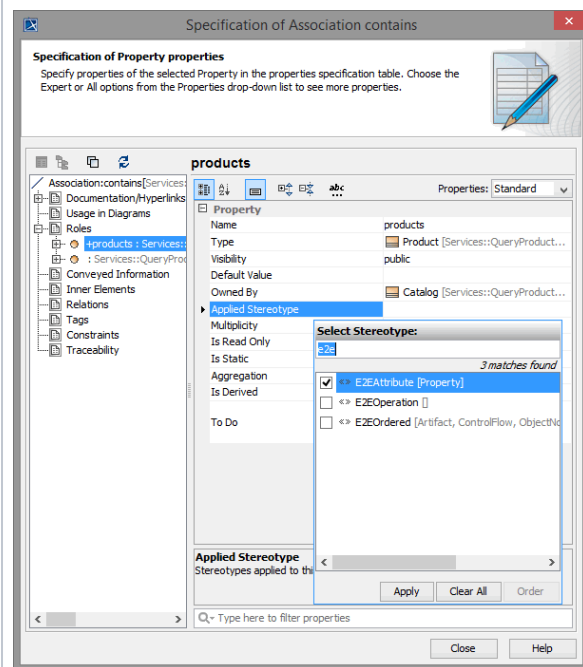 Specification of Association contains
Specification of Property properties
Specify properties of the selected Property in the properties specification table. Choose the
Expert or All options from the Properties drop-down list to see more properties.
products
Association:contains[Services:
Documentation/Hyperlinks
Usage in Diagrams
Roles
+products : Services::
: Services::QueryProd
Conveyed Information
Inner Elements
Relations
Tags
Constraints
Traceability
Properties: Standard
Property
Name products
Type Product [Services::QueryProduct...
Visibility public
Default Value
Owned By Catalog [Services::QueryProduct...
Applied Stereotype
Multiplicity
Is Read Only
Is Static
Aggregation
Is Derived
To Do
Select Stereotype:
e2e
3 matches found
<> E2EAttribute [Property]
<> E2EOperation []
<> E2EOrdered [Artifact, ControlFlow, ObjectNo
Apply Clear All Order
Applied Stereotype
Stereotypes applied to thi
Type here to filter properties
Close Help